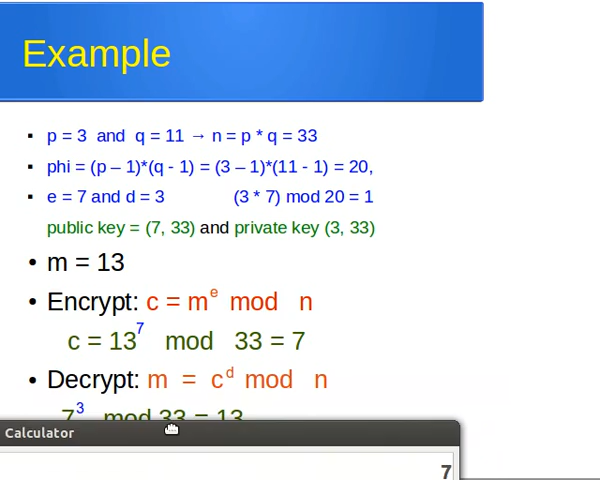 Example
▪ p = 3 and q = 11 → n = p * q = 33
▪ phi = (p – 1)*(q - 1) = (3 – 1)*(11 - 1) = 20,
▪ e = 7 and d = 3 (3 * 7) mod 20 = 1
public key = (7, 33) and private key (3, 33)
• m = 13
• Encrypt: c = m^e mod n
c = 13^7 mod 33 = 7
• Decrypt: m = c^d mod n
7^3 mod 33 = 13
Calculator
7